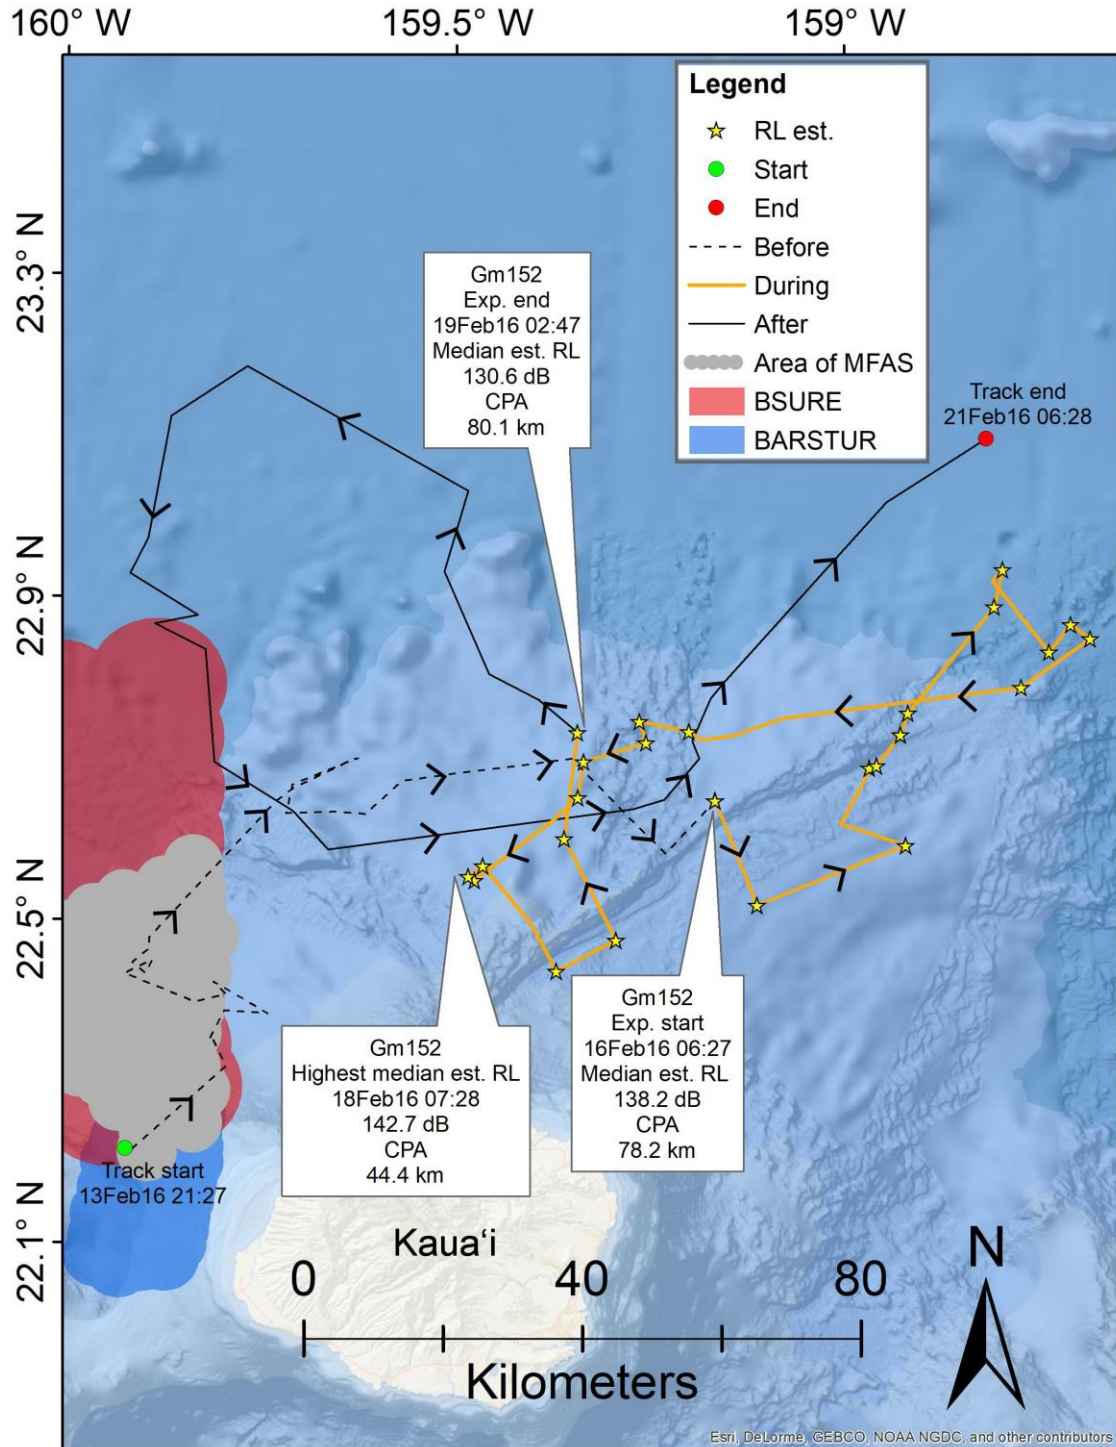 160° W
159.5° W
159° W
23.3° N
22.9° N
22.5° N
22.1° N
Legend
RL est.
Start
End
Before
During
After
Area of MFAS
BSURE
BARSTUR
Gm152
Exp. end
19Feb16 02:47
Median est. RL
130.6 dB
CPA
80.1 km
Track end
21Feb16 06:28
Gm152
Exp. start
16Feb16 06:27
Median est. RL
138.2 dB
CPA
78.2 km
Gm152
Highest median est. RL
18Feb16 07:28
142.7 dB
CPA
44.4 km
Track start
13Feb16 21:27
Kauaʻi
0 40 80
Kilometers
N
Esri, DeLorme, GEBCO, NOAA NGDC, and other contributors